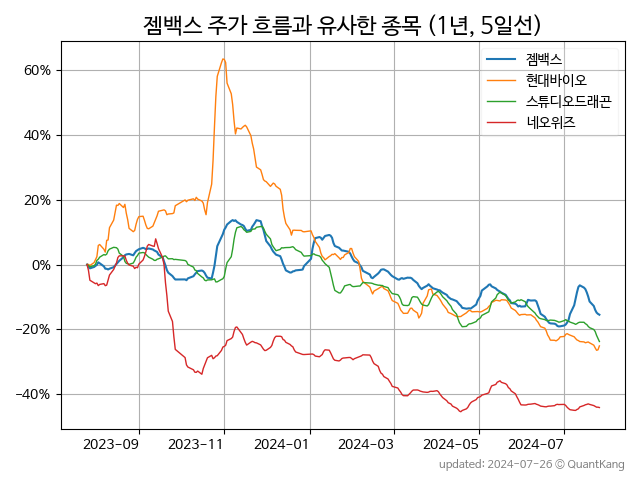 젬백스 주가 흐름과 유사한 종목 (1년, 5일선)
젬백스
현대바이오
스튜디오드래곤
네오위즈
60%
40%
20%
0%
−20%
−40%
2023-09 2023-11 2024-01 2024-03 2024-05 2024-07
updated: 2024-07-26 © QuantKang